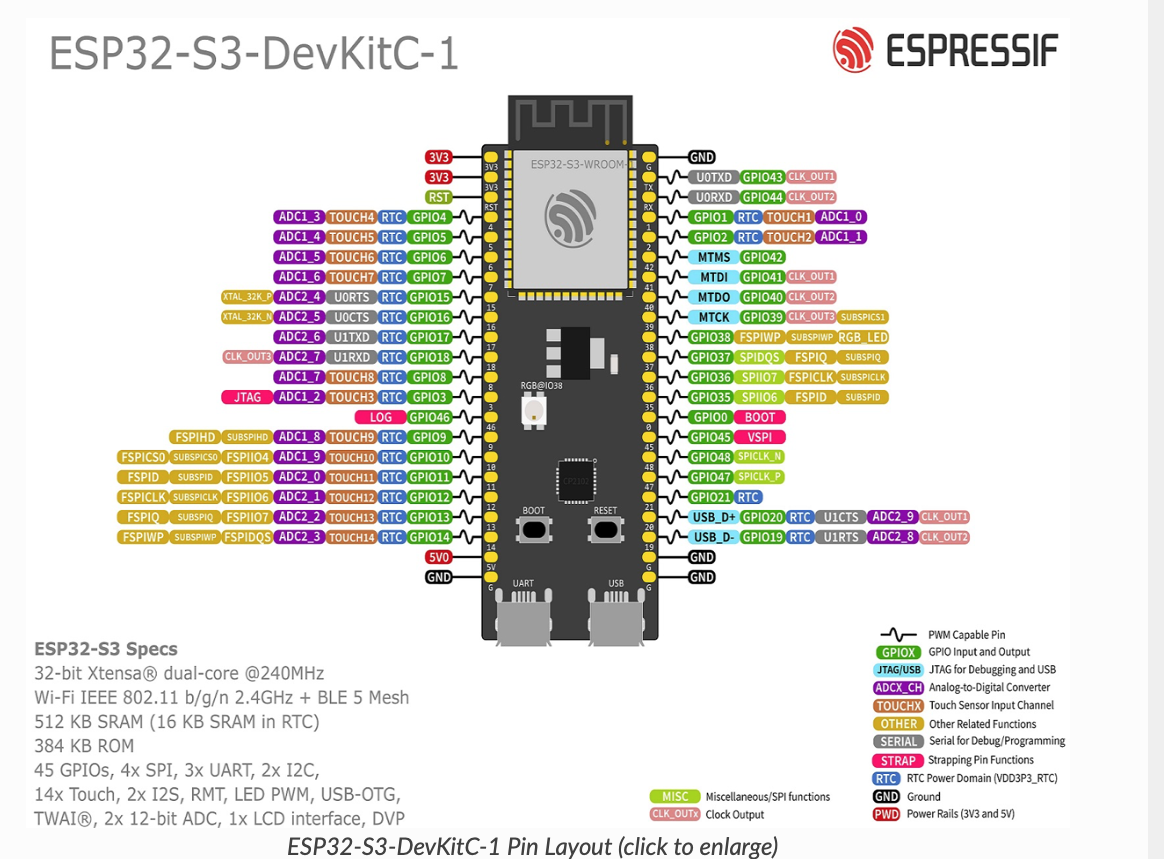 ESP32-S3-DevKitC-1
ESPRESSIF
ESP32-S3-WROOM-1
3V3 3V3 G GND
3V3 3V3 TX U0TXD GPIO43 CLK_OUT1
RST RST RX U0RXD GPIO44 CLK_OUT2
ADC1_3 TOUCH4 RTC GPIO4 4 1 GPIO1 RTC TOUCH1 ADC1_0
ADC1_4 TOUCH5 RTC GPIO5 5 2 GPIO2 RTC TOUCH2 ADC1_1
ADC1_5 TOUCH6 RTC GPIO6 6 42 MTMS GPIO42
ADC1_6 TOUCH7 RTC GPIO7 7 41 MTDI GPIO41 CLK_OUT1
XTAL_32K_P ADC2_4 U0RTS RTC GPIO15 15 40 MTDO GPIO40 CLK_OUT2
XTAL_32K_N ADC2_5 U0CTS RTC GPIO16 16 39 MTCK GPIO39 CLK_OUT3 SUBSPICS1
ADC2_6 U1TXD RTC GPIO17 17 38 GPIO38 FSPIWP SUBSPIWP RGB_LED
CLK_OUT3 ADC2_7 U1RXD RTC GPIO18 18 37 GPIO37 SPIDQS FSPIQ SUBSPIQ
ADC1_7 TOUCH8 RTC GPIO8 8 36 GPIO36 SPIIO7 FSPICLK SUBSPICLK
RGB@IO38
JTAG ADC1_2 TOUCH3 RTC GPIO3 3 35 GPIO35 SPIIO6 FSPID SUBSPID
LOG GPIO46 46 0 GPIO0 BOOT
FSPIHD SUBSPIHD ADC1_8 TOUCH9 RTC GPIO9 9 45 GPIO45 VSPI
FSPICS0 SUBSPICS0 FSPIIO4 ADC1_9 TOUCH10 RTC GPIO10 10 48 GPIO48 SPICLK_N
FSPID SUBSPID FSPIIO5 ADC2_0 TOUCH11 RTC GPIO11 11 47 GPIO47 SPICLK_P
CP2102
FSPICLK SUBSPICLK FSPIIO6 ADC2_1 TOUCH12 RTC GPIO12 12 21 GPIO21 RTC
BOOT RESET
FSPIQ SUBSPIQ FSPIIO7 ADC2_2 TOUCH13 RTC GPIO13 13 20 USB_D+ GPIO20 RTC U1CTS ADC2_9 CLK_OUT1
FSPIWP SUBSPIWP FSPIDQS ADC2_3 TOUCH14 RTC GPIO14 14 19 USB_D- GPIO19 RTC U1RTS ADC2_8 CLK_OUT2
5V0 5V G GND
GND G G GND
UART USB
ESP32-S3 Specs
32-bit Xtensa® dual-core @240MHz
Wi-Fi IEEE 802.11 b/g/n 2.4GHz + BLE 5 Mesh
512 KB SRAM (16 KB SRAM in RTC)
384 KB ROM
45 GPIOs, 4x SPI, 3x UART, 2x I2C,
14x Touch, 2x I2S, RMT, LED PWM, USB-OTG,
TWAI®, 2x 12-bit ADC, 1x LCD interface, DVP
MISC Miscellaneous/SPI functions
CLK_OUTx Clock Output
PWM Capable Pin
GPIOX GPIO Input and Output
JTAG/USB JTAG for Debugging and USB
ADCX_CH Analog-to-Digital Converter
TOUCHX Touch Sensor Input Channel
OTHER Other Related Functions
SERIAL Serial for Debug/Programming
STRAP Strapping Pin Functions
RTC RTC Power Domain (VDD3P3_RTC)
GND Ground
PWD Power Rails (3V3 and 5V)
ESP32-S3-DevKitC-1 Pin Layout (click to enlarge)